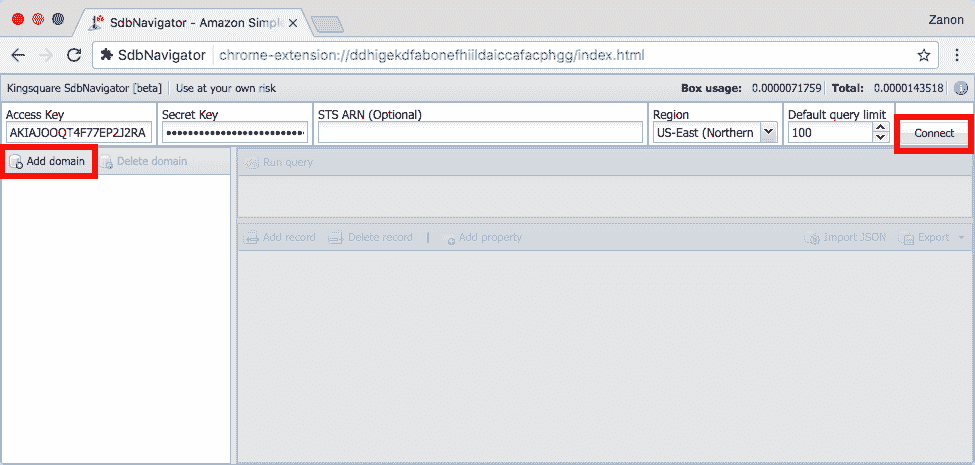 SdbNavigator - Amazon Simple
Zanon
SdbNavigator chrome-extension://ddhigekdfabonefhiildaiccafacphgg/index.html
Kingsquare SdbNavigator [beta] Use at your own risk Box usage: 0.0000071759 Total: 0.0000143518
Access Key Secret Key STS ARN (Optional) Region Default query limit
AKIAJOOQT4F77EP2J2RA US-East (Northern 100 Connect
Add domain Delete domain Run query
Add record Delete record Add property Import JSON Export